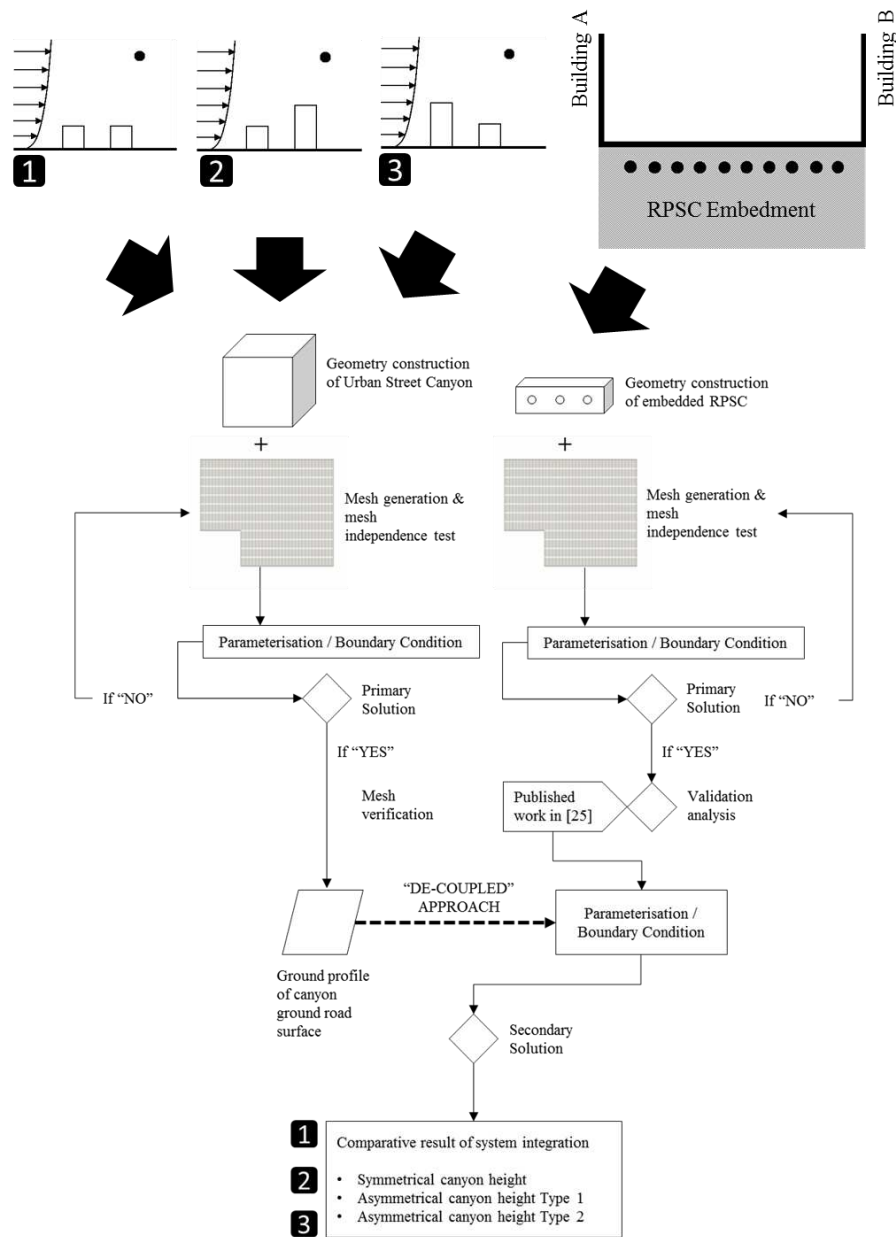 Building A
Building B
1
2
3
RPSC Embedment
Geometry construction
of Urban Street Canyon
Geometry construction
of embedded RPSC
+
+
Mesh generation &
mesh
independence test
Mesh generation &
mesh
independence test
Parameterisation / Boundary Condition
Parameterisation / Boundary Condition
If “NO”
Primary
Solution
Primary
Solution
If “NO”
If “YES”
If “YES”
Mesh
verification
Published
work in [25]
Validation
analysis
“DE-COUPLED”
APPROACH
Parameterisation /
Boundary Condition
Ground profile
of canyon
ground road
surface
Secondary
Solution
1
Comparative result of system integration
2
• Symmetrical canyon height
• Asymmetrical canyon height Type 1
3
• Asymmetrical canyon height Type 2